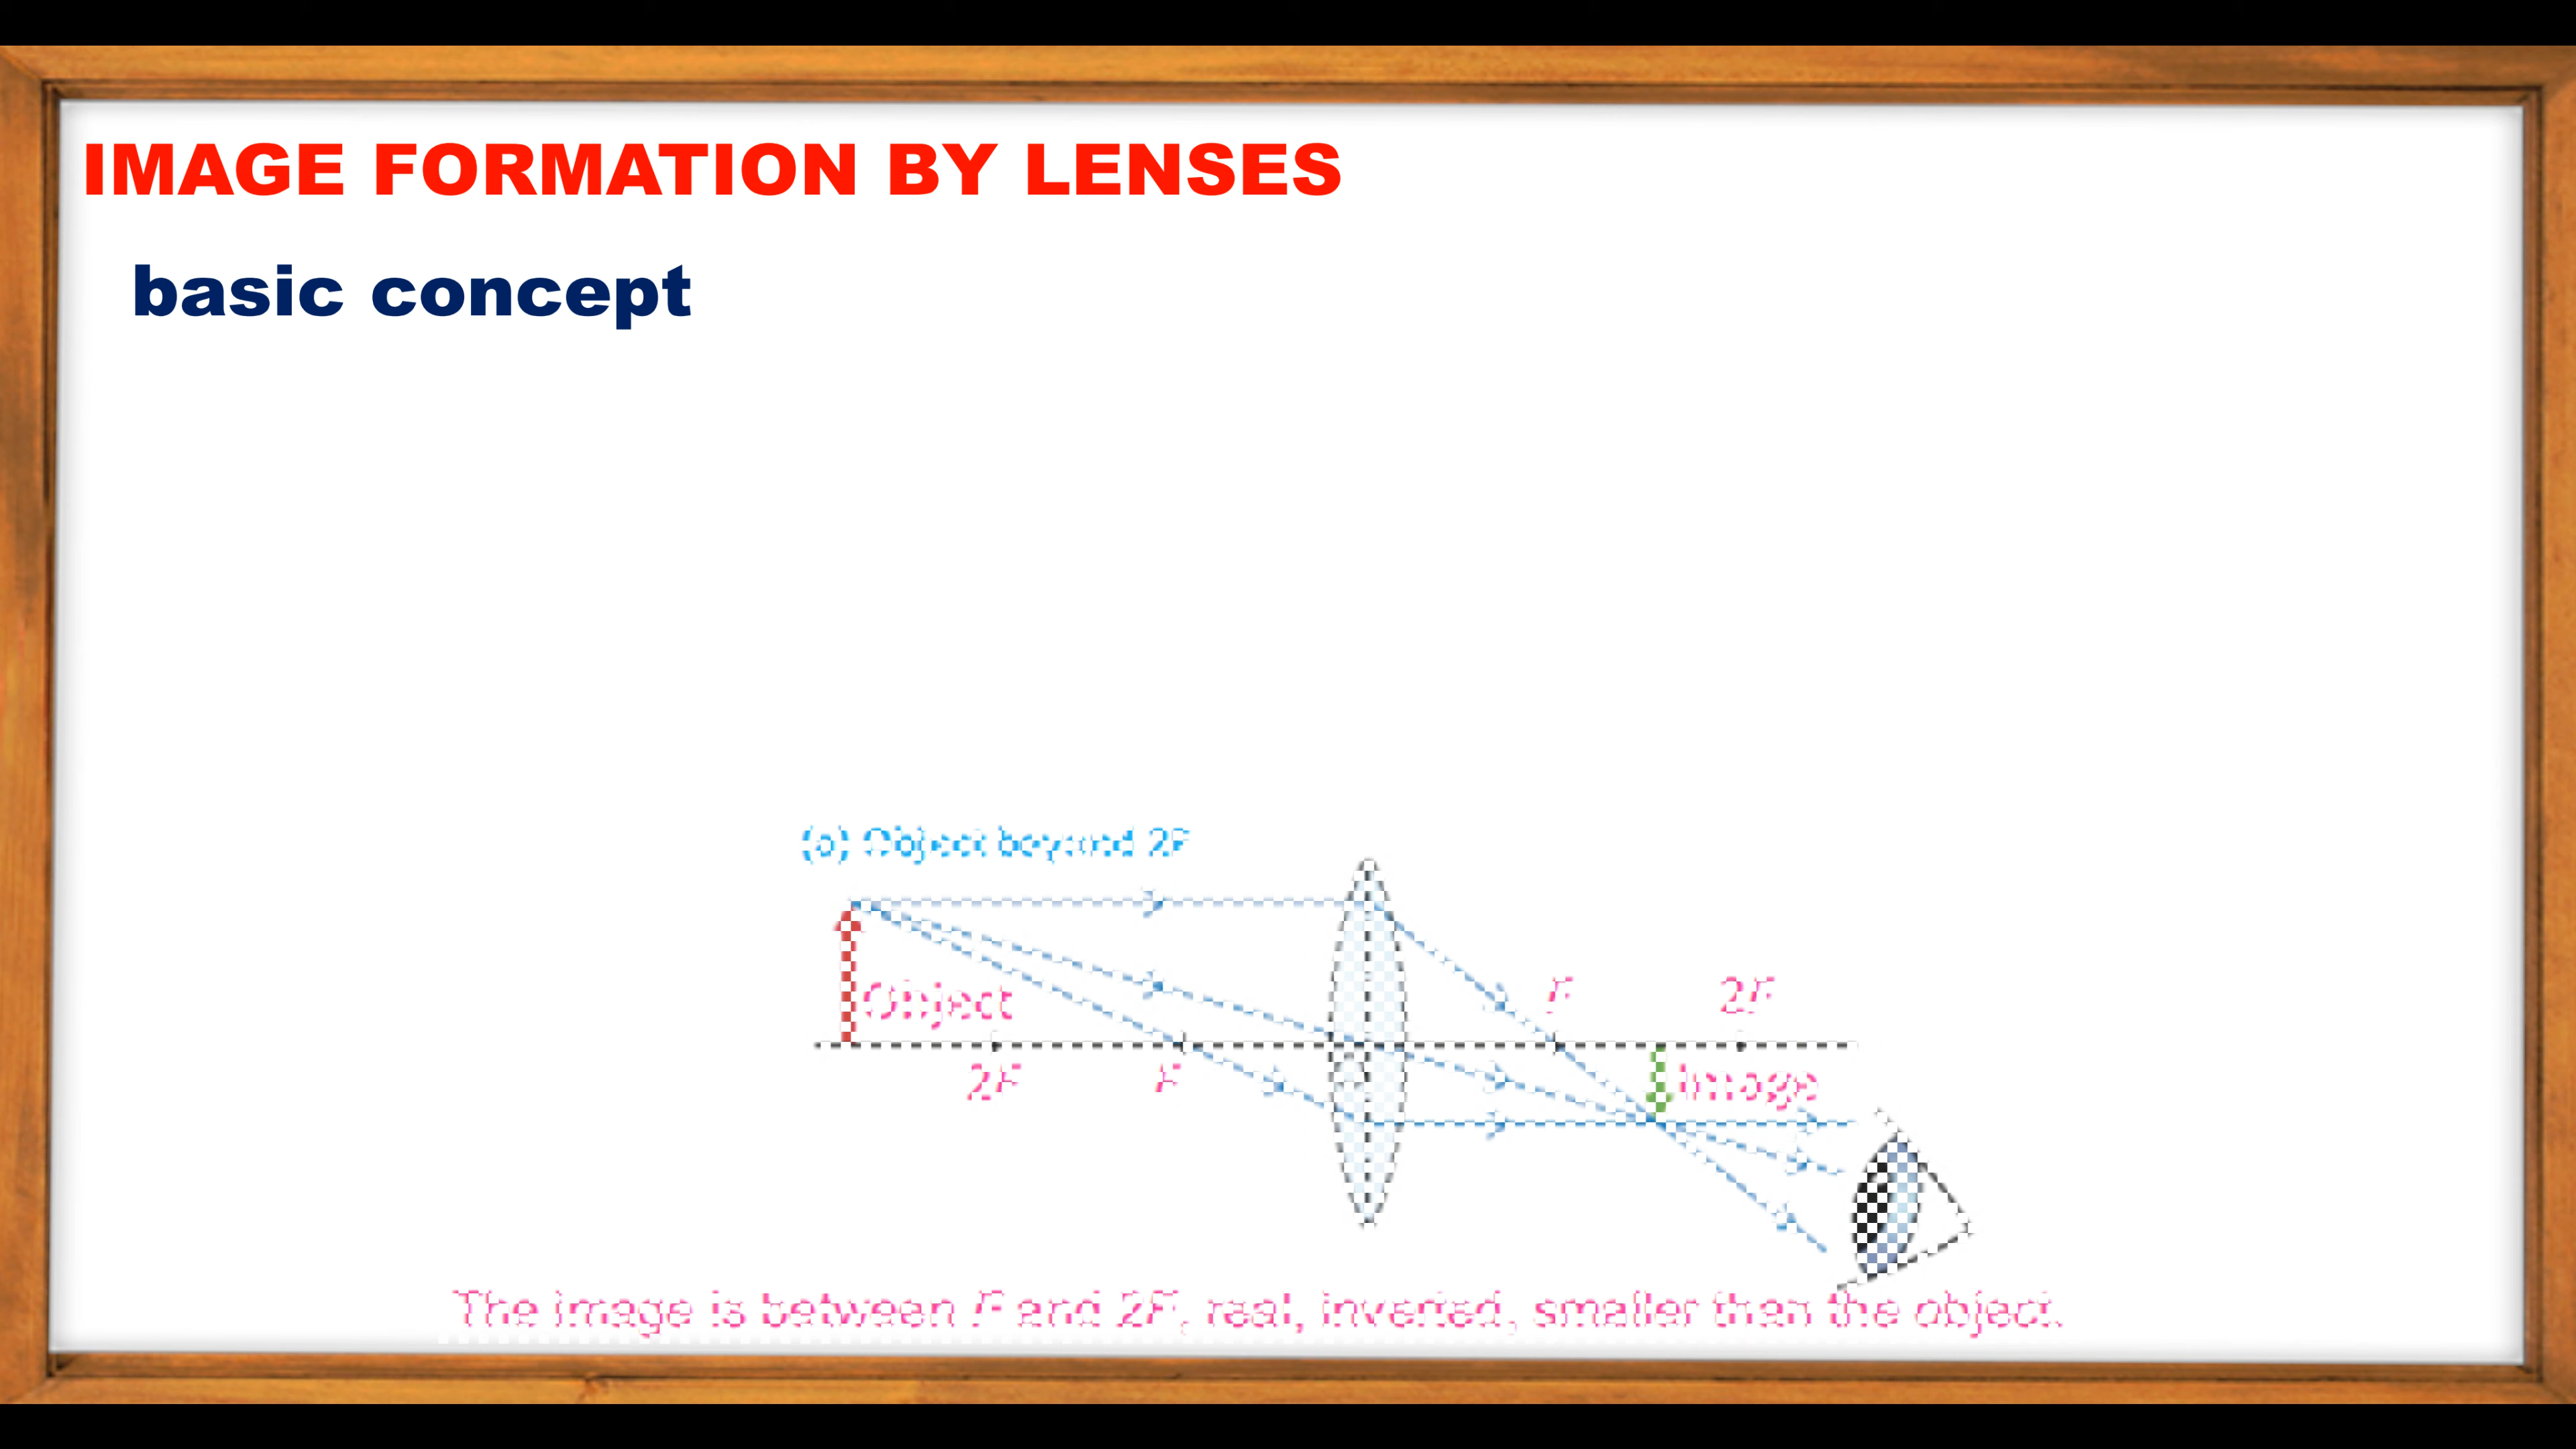 IMAGE FORMATION BY LENSES
basic concept
(a) Object beyond 2F
Object
F
2F
2F
F
Image
The image is between F and 2F, real, inverted, smaller than the object.